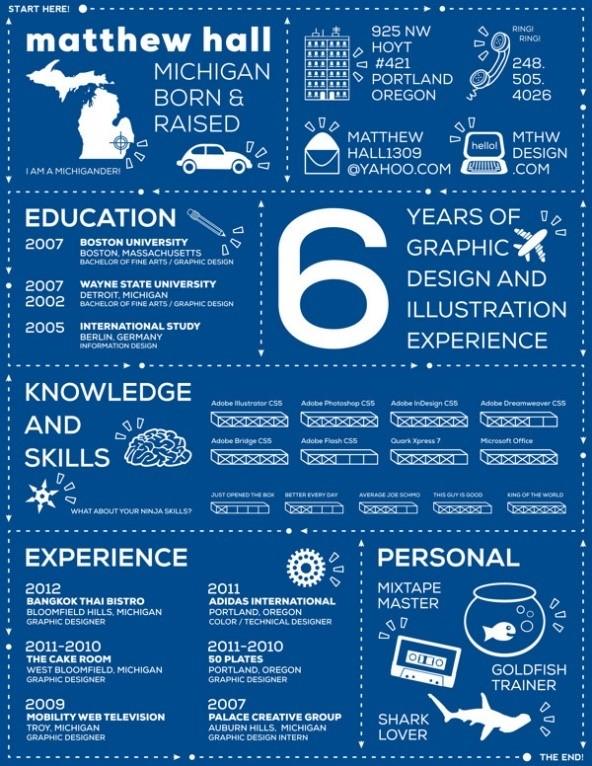 START HERE!
matthew hall
MICHIGAN
BORN &
RAISED
I AM A MICHIGANDER!
925 NW
HOYT
#421
PORTLAND
OREGON
RING!
RING!
248.
505.
4026
MATTHEW
HALL1309
@YAHOO.COM
hello!
MTHW
DESIGN
.COM
EDUCATION
2007 BOSTON UNIVERSITY
BOSTON, MASSACHUSETTS
BACHELOR OF FINE ARTS / GRAPHIC DESIGN
2007 WAYNE STATE UNIVERSITY
2002 DETROIT, MICHIGAN
BACHELOR OF FINE ARTS / GRAPHIC DESIGN
2005 INTERNATIONAL STUDY
BERLIN, GERMANY
INFORMATION DESIGN
6
YEARS OF
GRAPHIC
DESIGN AND
ILLUSTRATION
EXPERIENCE
KNOWLEDGE
AND
SKILLS
WHAT ABOUT YOUR NINJA SKILLS?
Adobe Illustrator CS5 Adobe Photoshop CS5 Adobe InDesign CS5 Adobe Dreamweaver CS5
Adobe Bridge CS5 Adobe Flash CS5 Quark Xpress 7 Microsoft Office
JUST OPENED THE BOX BETTER EVERY DAY AVERAGE JOE SCHMO THIS GUY IS GOOD KING OF THE WORLD
EXPERIENCE
2012
BANGKOK THAI BISTRO
BLOOMFIELD HILLS, MICHIGAN
GRAPHIC DESIGNER
2011-2010
THE CAKE ROOM
WEST BLOOMFIELD, MICHIGAN
GRAPHIC DESIGNER
2009
MOBILITY WEB TELEVISION
TROY, MICHIGAN
GRAPHIC DESIGNER
2011
ADIDAS INTERNATIONAL
PORTLAND, OREGON
COLOR / TECHNICAL DESIGNER
2011-2010
50 PLATES
PORTLAND, OREGON
GRAPHIC DESIGNER
2007
PALACE CREATIVE GROUP
AUBURN HILLS, MICHIGAN
GRAPHIC DESIGN INTERN
PERSONAL
MIXTAPE
MASTER
GOLDFISH
TRAINER
SHARK
LOVER
THE END!